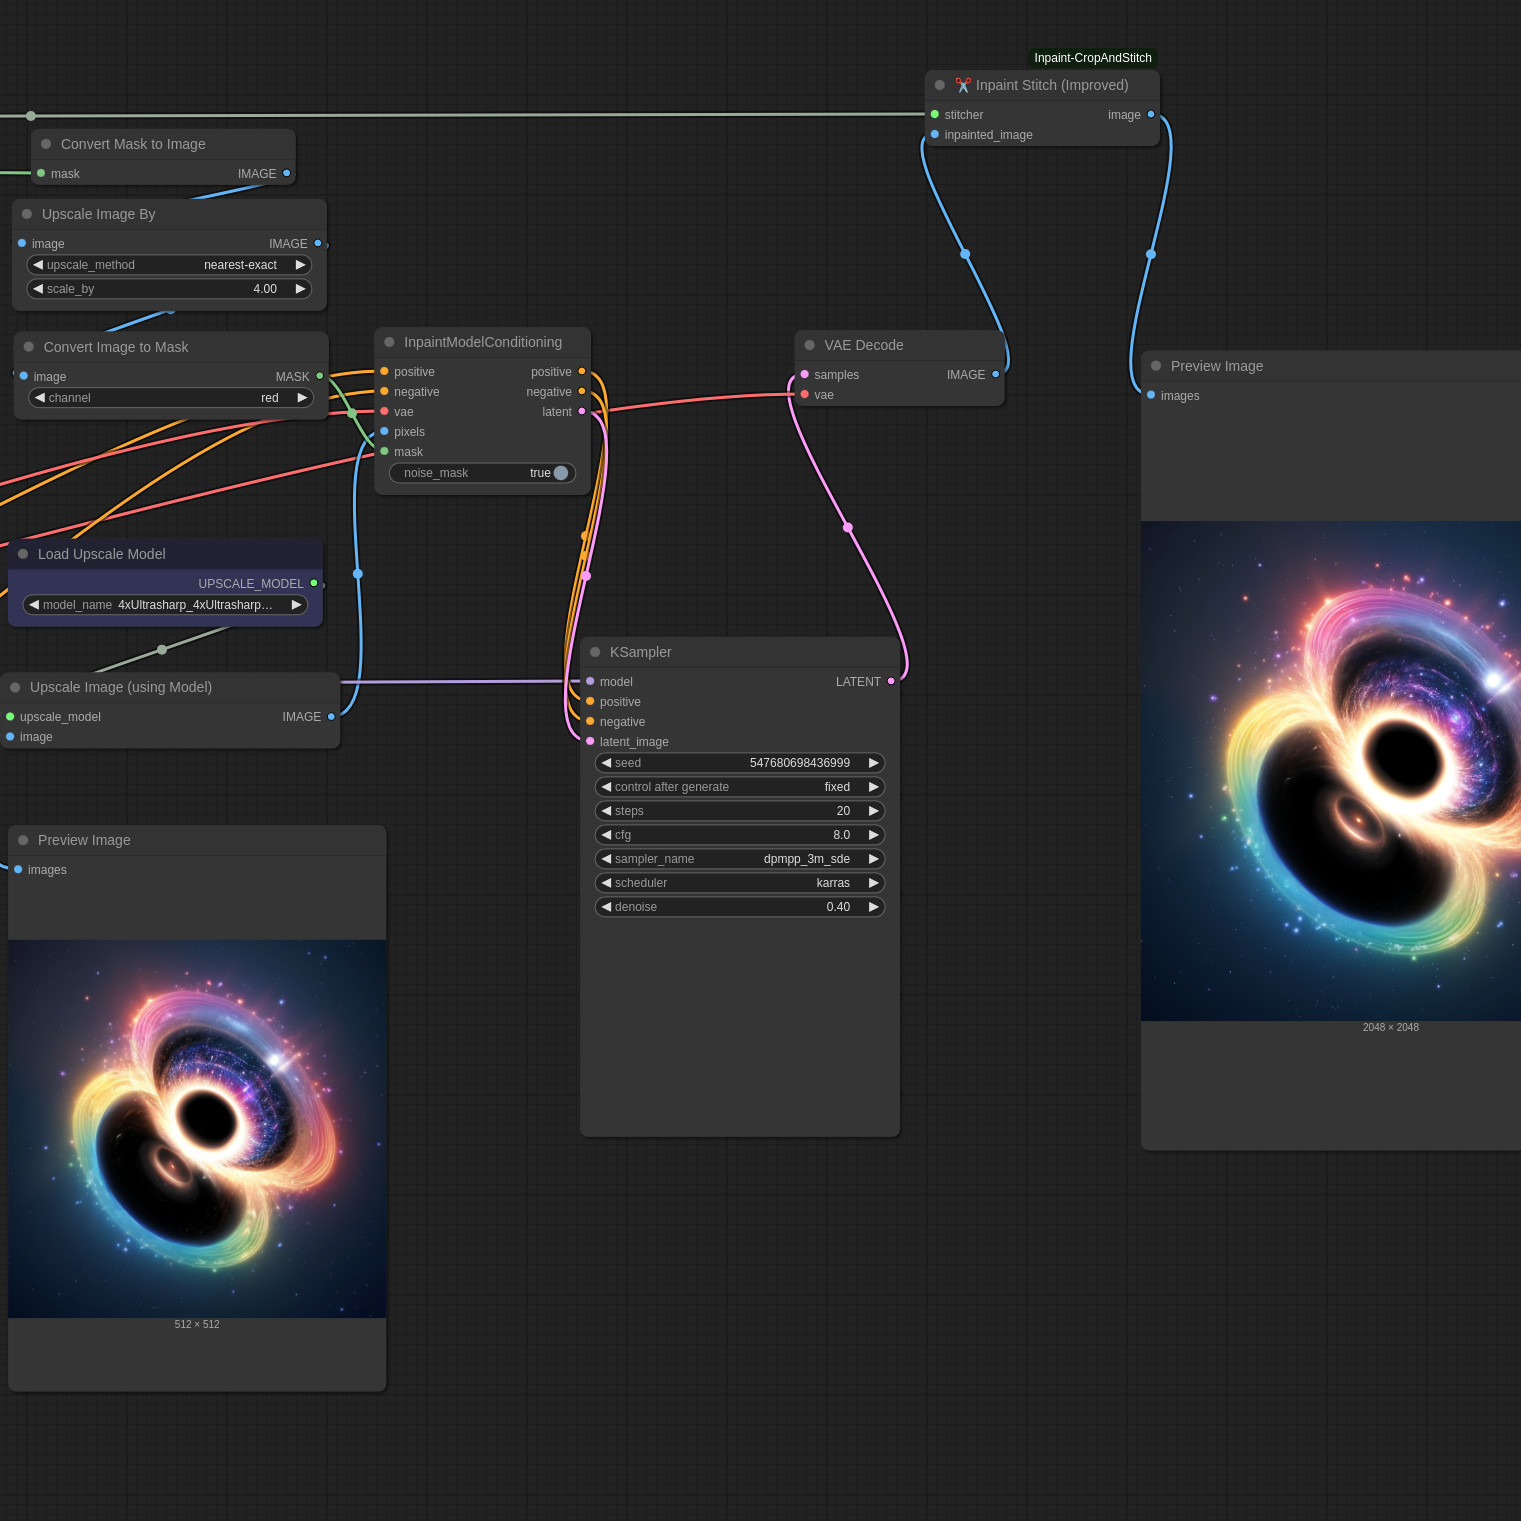 Inpaint-CropAndStitch
✂ Inpaint Stitch (Improved)
stitcher image
inpainted_image
Convert Mask to Image
mask IMAGE
Upscale Image By
image IMAGE
upscale_method nearest-exact
scale_by 4.00
Convert Image to Mask
image MASK
channel red
InpaintModelConditioning
positive positive
negative negative
vae latent
pixels
mask
noise_mask true
VAE Decode
samples IMAGE
vae
Preview Image
images
2048 × 2048
Load Upscale Model
UPSCALE_MODEL
model_name 4xUltrasharp_4xUltrasharp…
Upscale Image (using Model)
upscale_model IMAGE
image
KSampler
model LATENT
positive
negative
latent_image
seed 547680698436999
control after generate fixed
steps 20
cfg 8.0
sampler_name dpmpp_3m_sde
scheduler karras
denoise 0.40
Preview Image
images
512 × 512